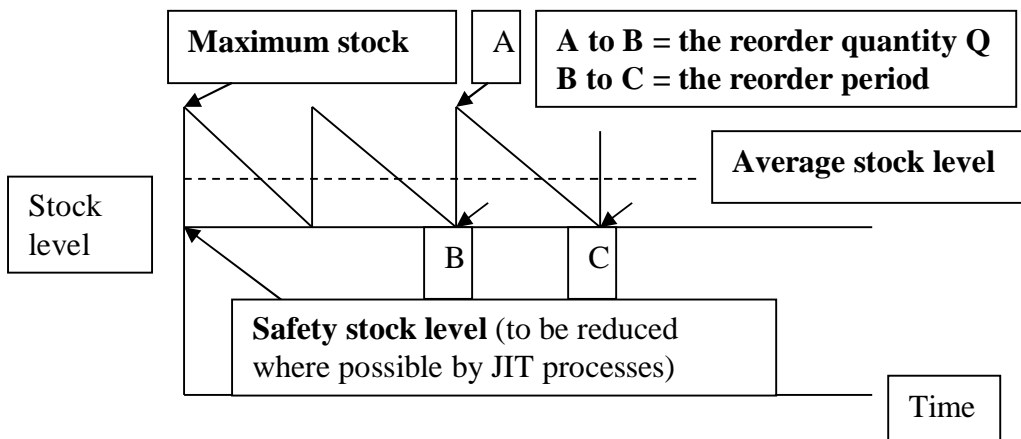 Maximum stock
A
A to B = the reorder quantity Q
B to C = the reorder period
Average stock level
Stock
level
B
C
Safety stock level (to be reduced
where possible by JIT processes)
Time